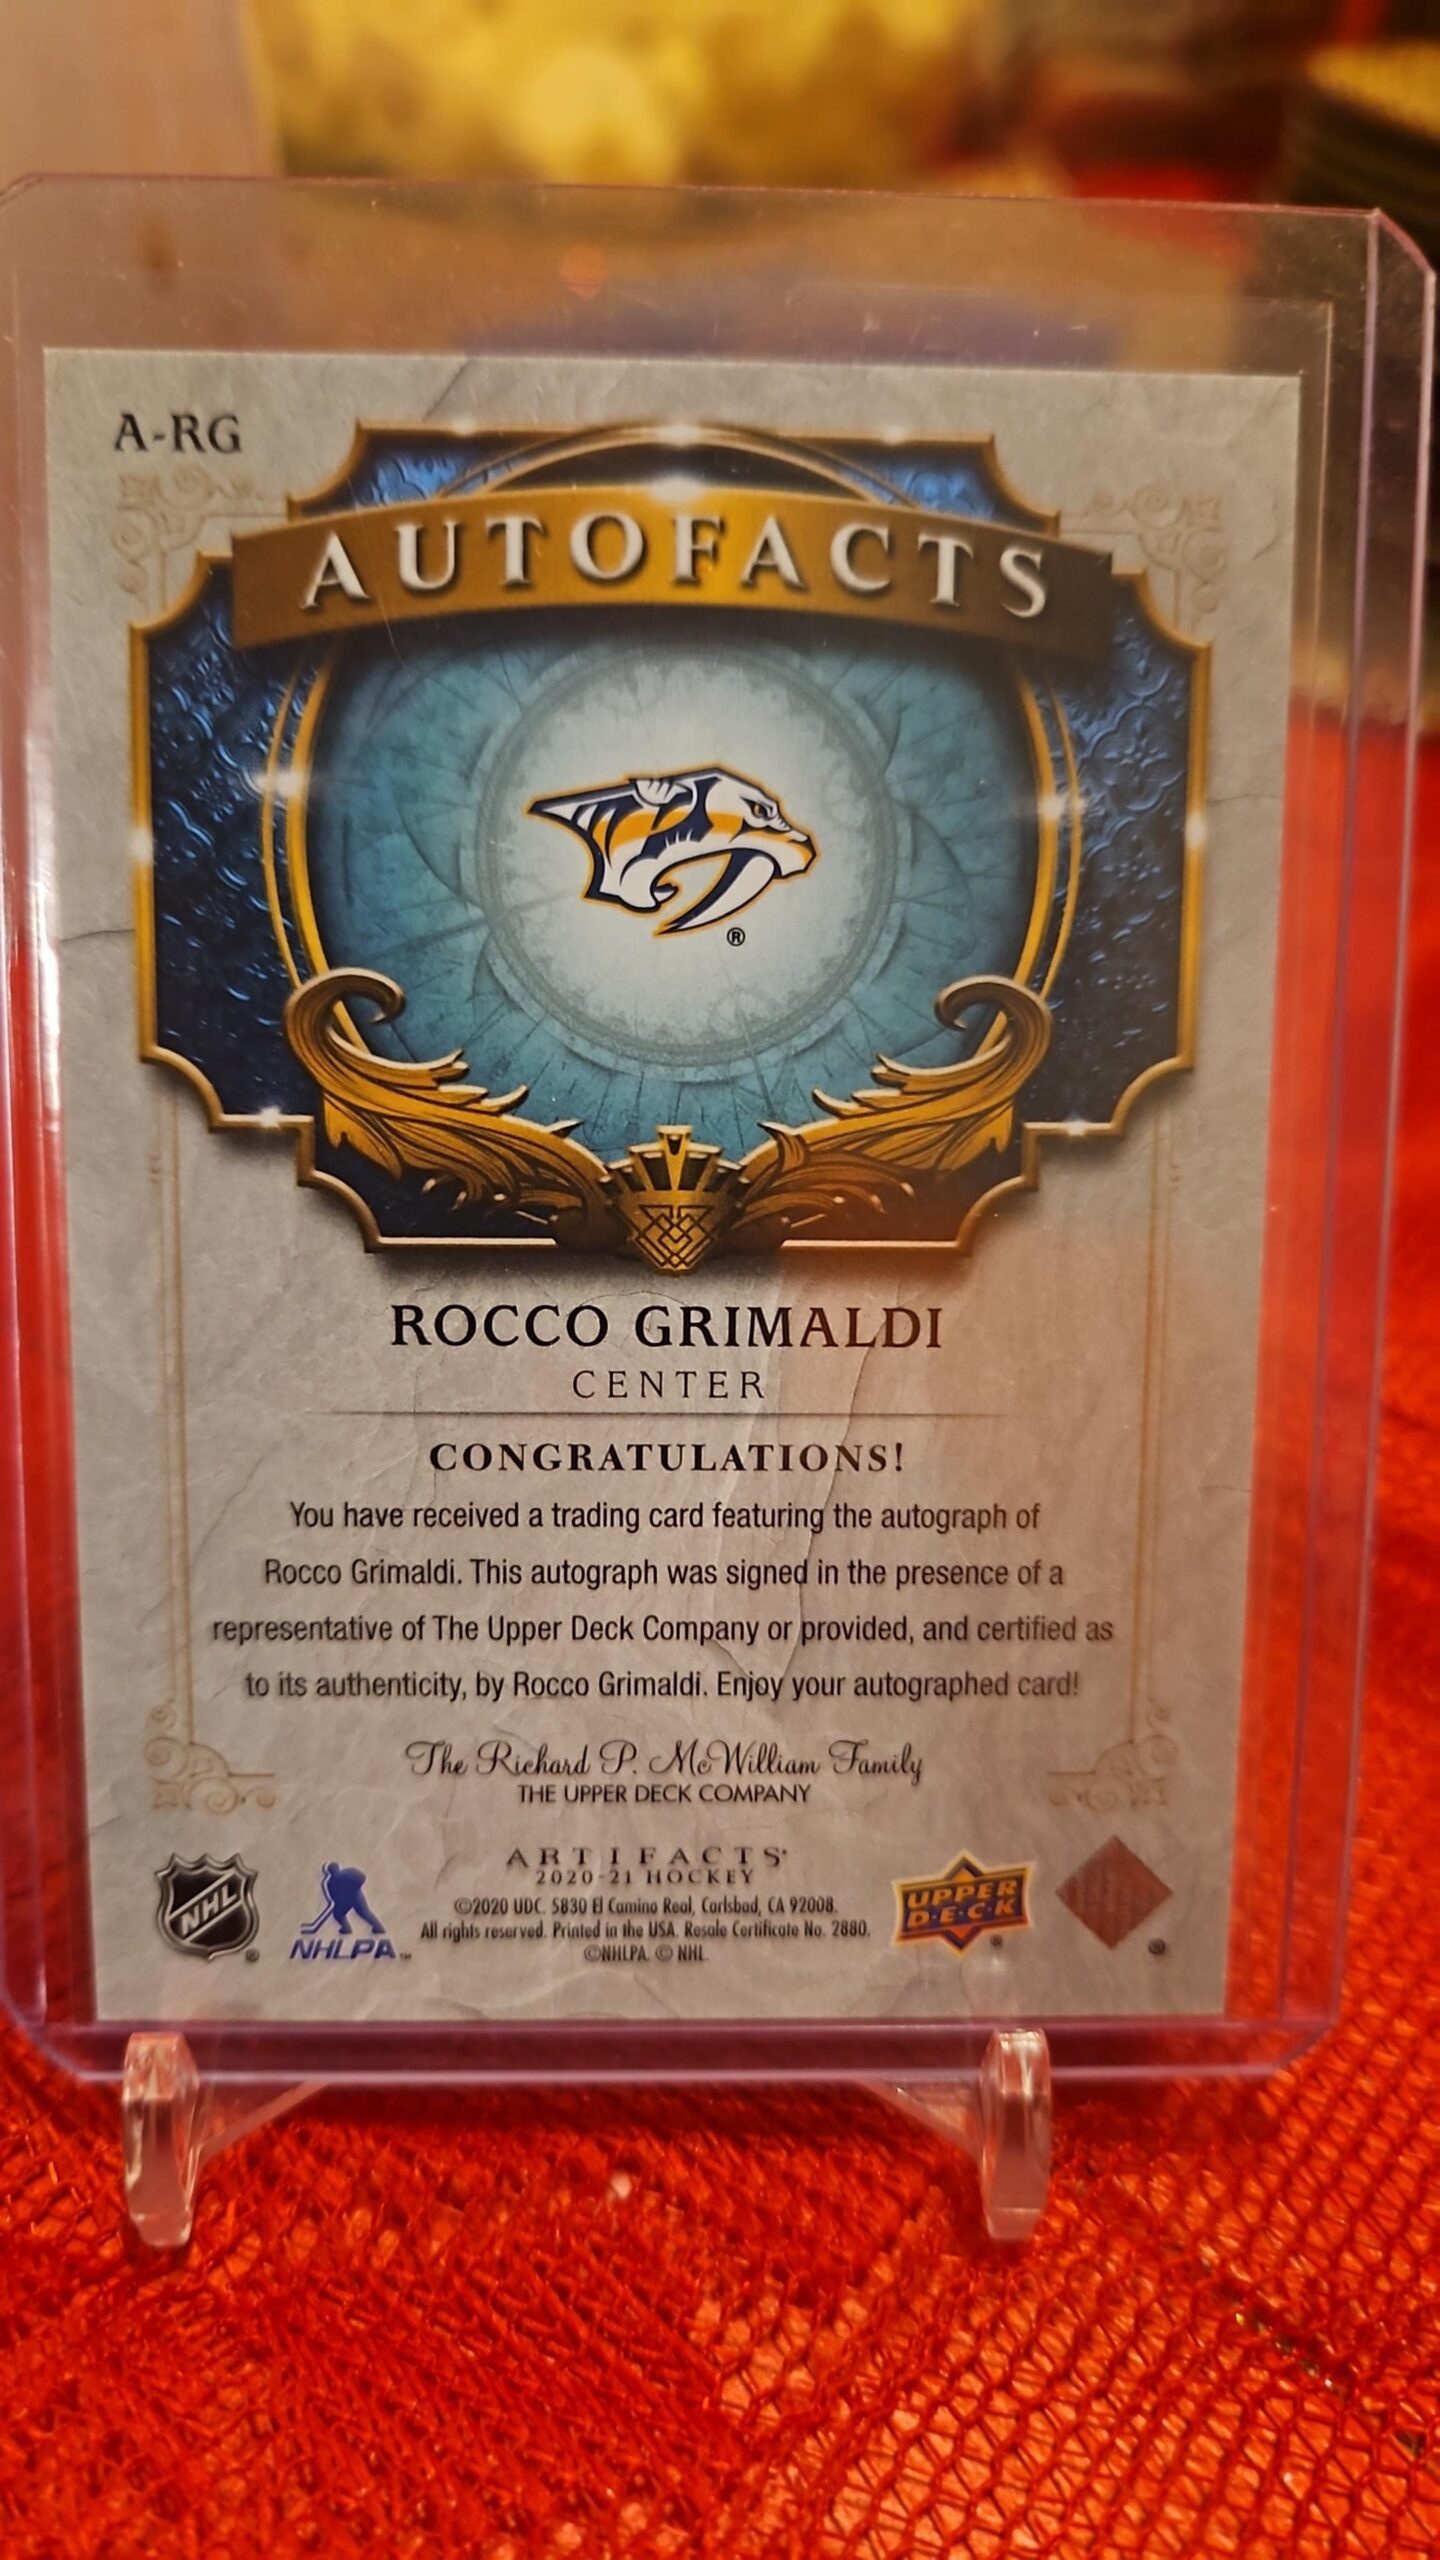 A-RG
AUTOFACTS
®
ROCCO GRIMALDI
CENTER
CONGRATULATIONS!
You have received a trading card featuring the autograph of
Rocco Grimaldi. This autograph was signed in the presence of a
representative of The Upper Deck Company or provided, and certified as
to its authenticity, by Rocco Grimaldi. Enjoy your autographed card!
The Richard P. McWilliam Family
THE UPPER DECK COMPANY
ARTIFACTS
2020-21 HOCKEY
©2020 UDC. 5830 El Camino Real, Carlsbad, CA 92008.
All rights reserved. Printed in the USA. Resale Certificate No. 2880.
©NHLPA. © NHL.
NHL ®
NHLPA™
UPPER
D·E·C·K ®
®